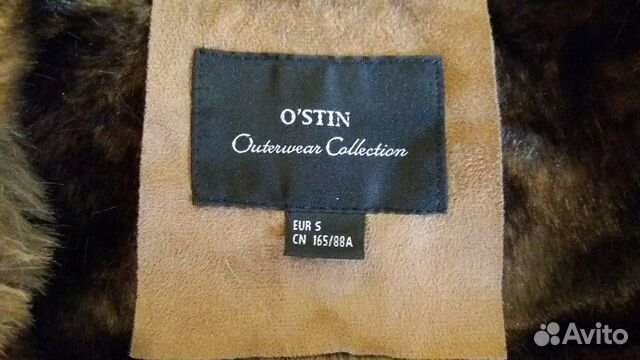 O'STIN
Outerwear Collection
EUR S
CN 165/88A
Avito